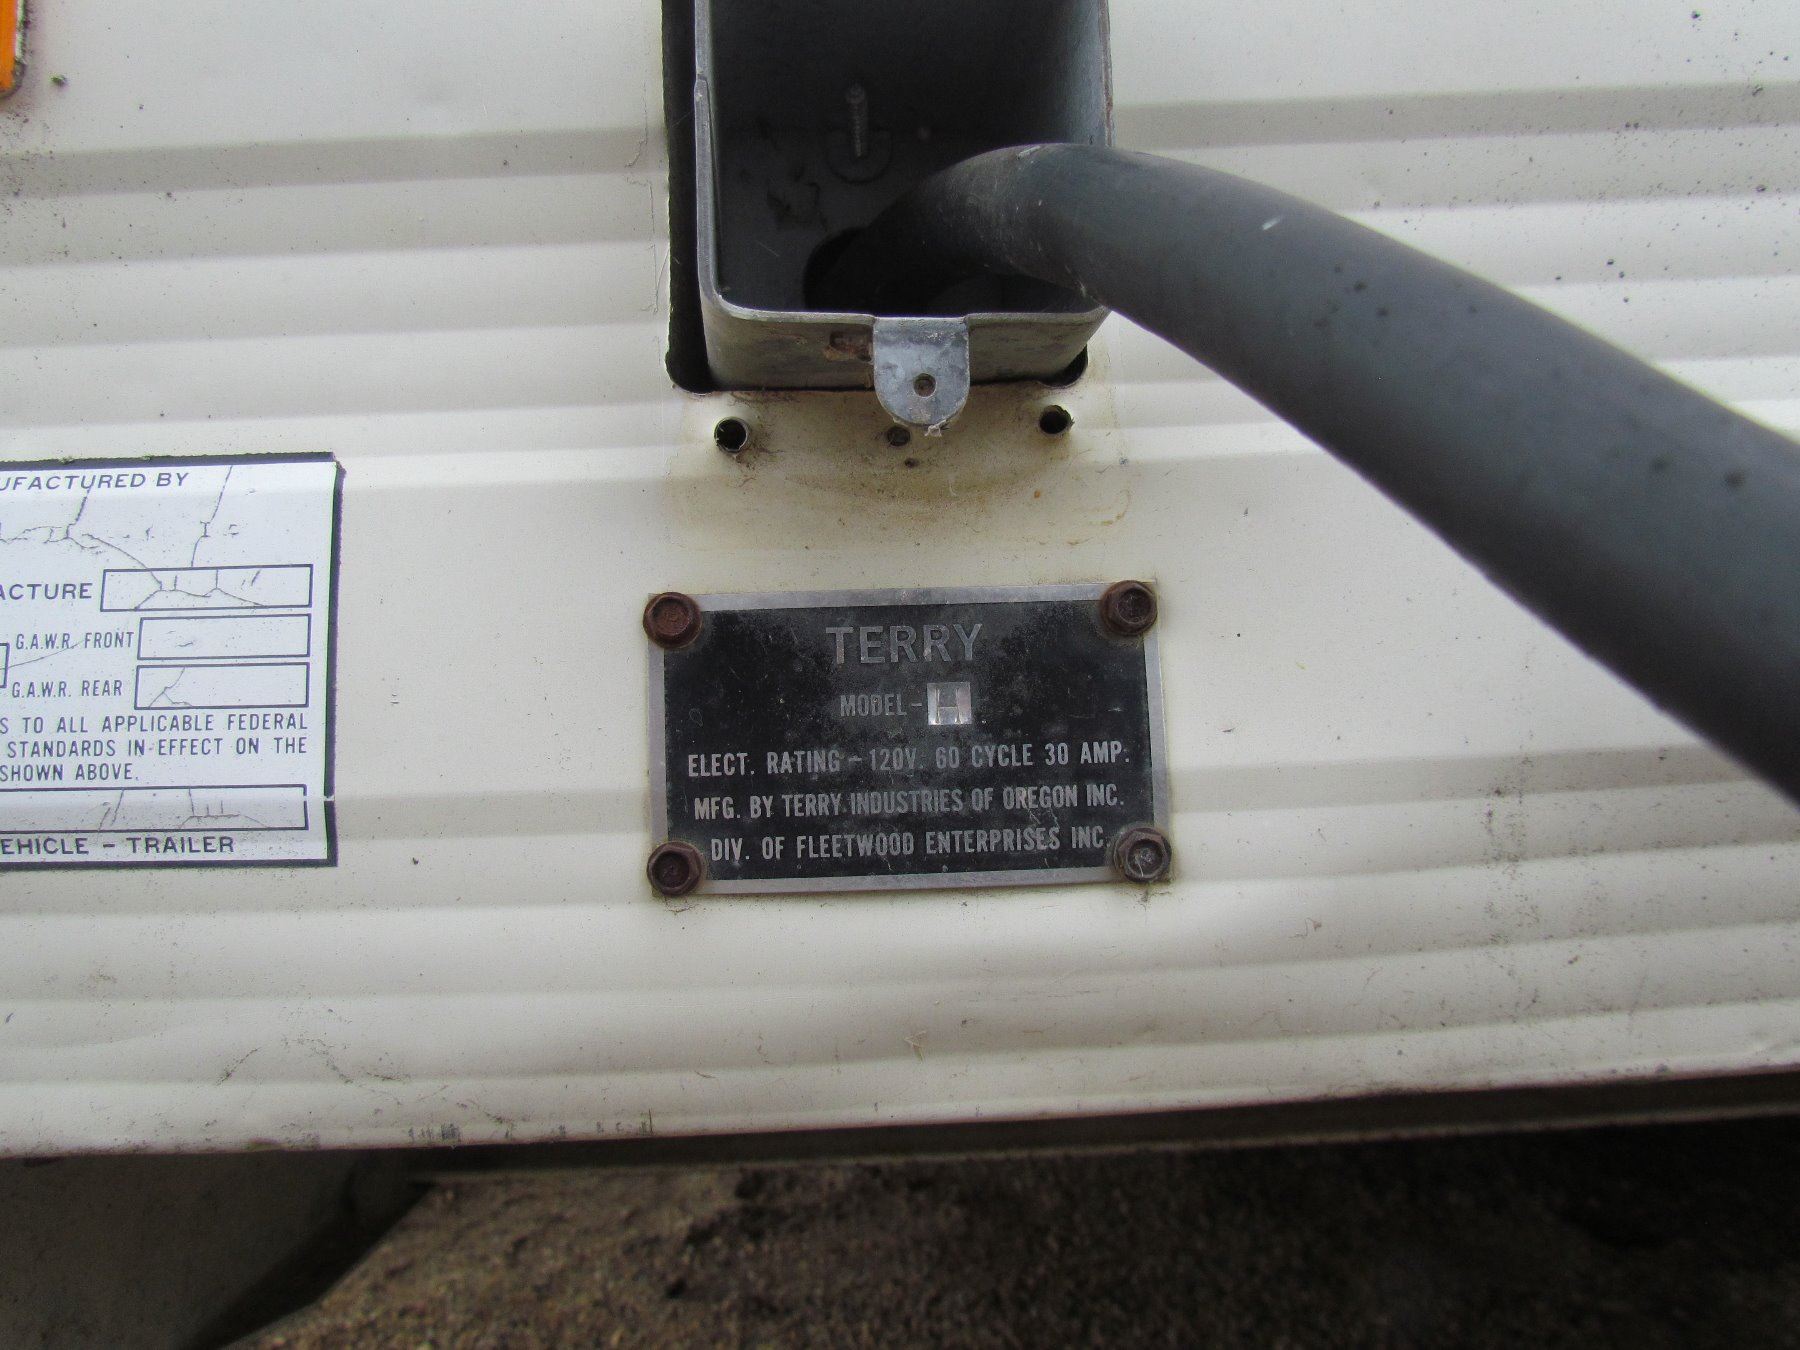 UFACTURED BY
ACTURE
G.A.W.R. FRONT
G.A.W.R. REAR
S TO ALL APPLICABLE FEDERAL
STANDARDS IN EFFECT ON THE
SHOWN ABOVE.
EHICLE - TRAILER
TERRY
MODEL - H
ELECT. RATING - 120V. 60 CYCLE 30 AMP.
MFG. BY TERRY INDUSTRIES OF OREGON INC.
DIV. OF FLEETWOOD ENTERPRISES INC.